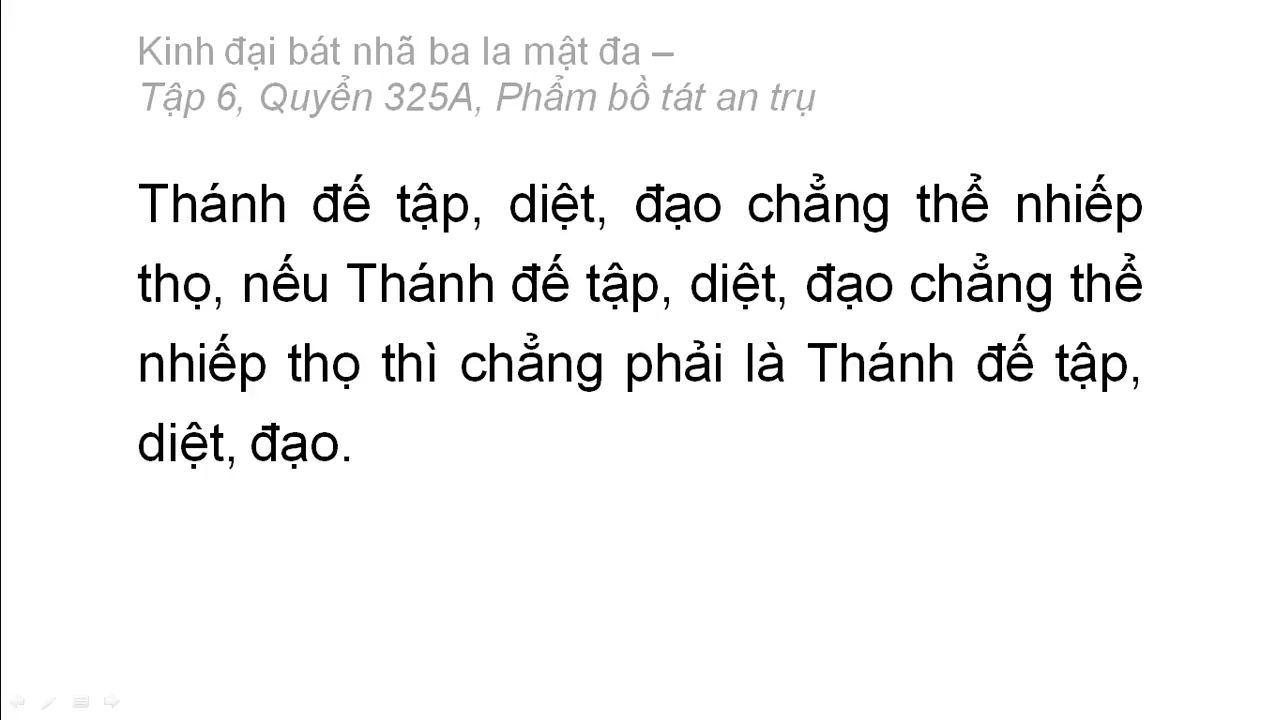 Kinh đại bát nhã ba la mật đa –
Tập 6, Quyển 325A, Phẩm bồ tát an trụ
Thánh đế tập, diệt, đạo chẳng thể nhiếp
thọ, nếu Thánh đế tập, diệt, đạo chẳng thể
nhiếp thọ thì chẳng phải là Thánh đế tập,
diệt, đạo.